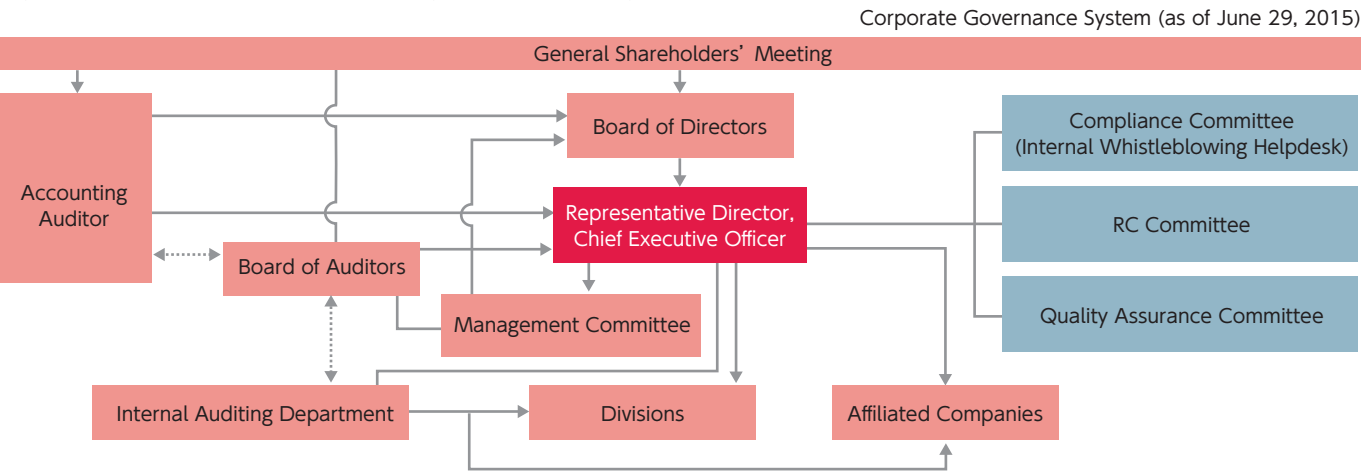 Corporate Governance System (as of June 29, 2015)
General Shareholders’ Meeting
Accounting
Auditor
Board of Directors
Compliance Committee
(Internal Whistleblowing Helpdesk)
Representative Director,
Chief Executive Officer
RC Committee
Board of Auditors
Management Committee
Quality Assurance Committee
Internal Auditing Department
Divisions
Affiliated Companies